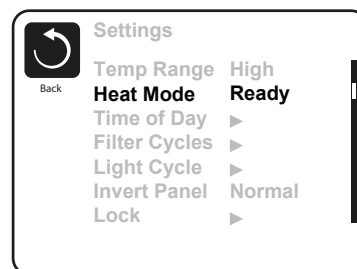 Settings
Back
Temp Range High
Heat Mode Ready
Time of Day
Filter Cycles
Light Cycle
Invert Panel Normal
Lock